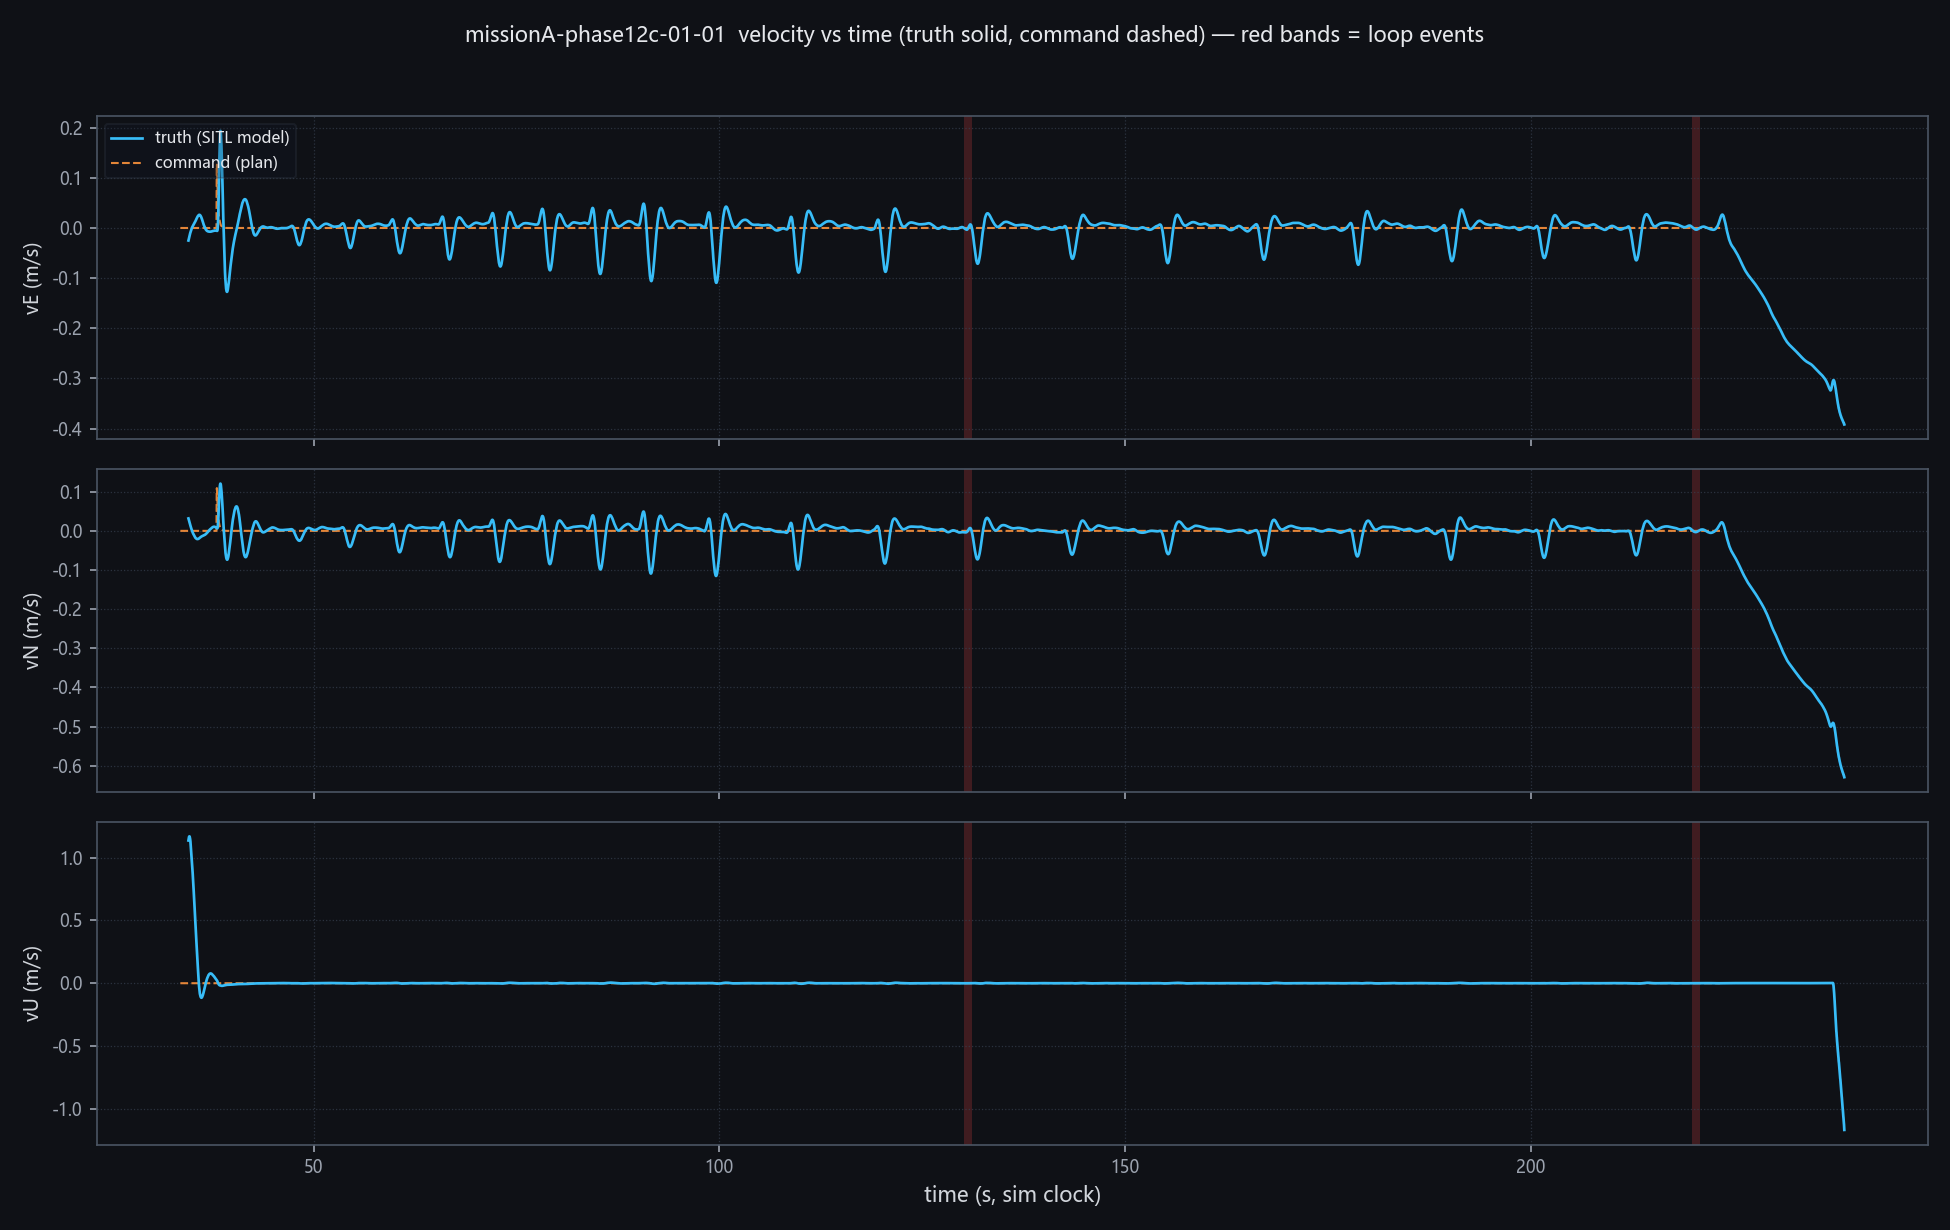 missionA-phase12c-01-01  velocity vs time (truth solid, command dashed) — red bands = loop events
truth (SITL model)
command (plan)
0.2
0.1
0.0
-0.1
-0.2
-0.3
-0.4
vE (m/s)
0.1
0.0
-0.1
-0.2
-0.3
-0.4
-0.5
-0.6
vN (m/s)
1.0
0.5
0.0
-0.5
-1.0
vU (m/s)
50 100 150 200
time (s, sim clock)